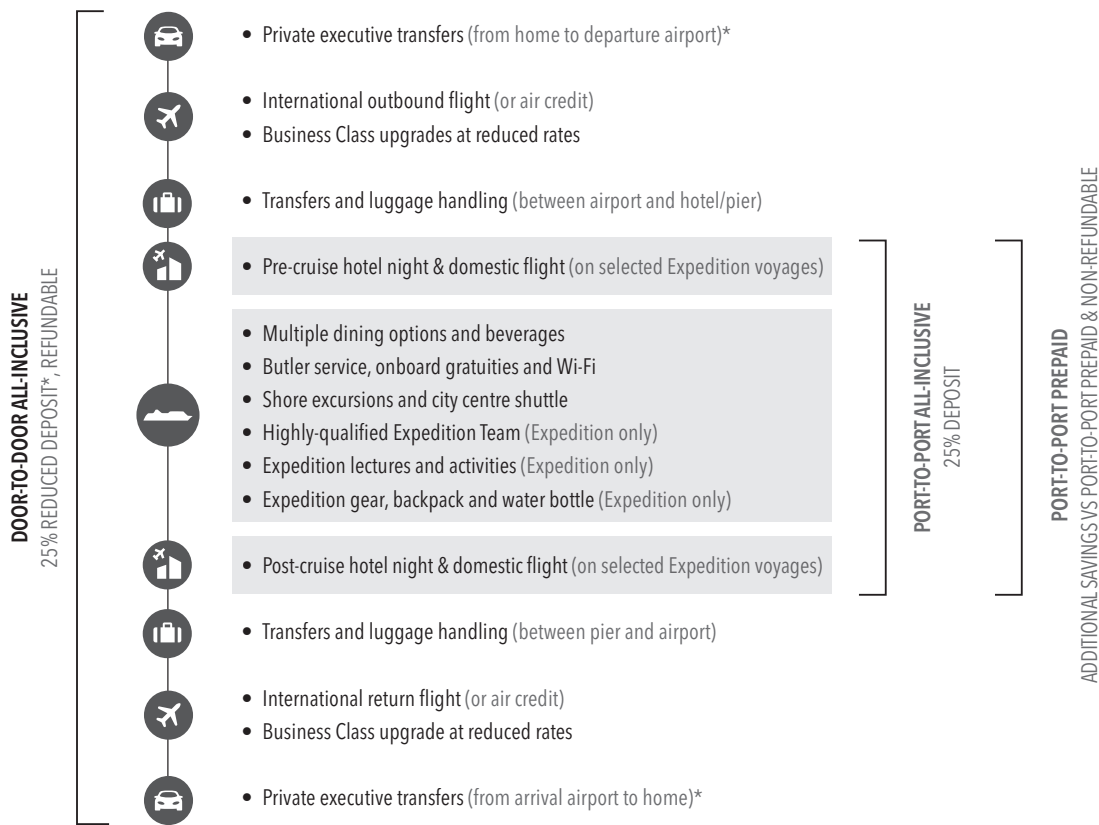 DOOR-TO-DOOR ALL-INCLUSIVE
25% REDUCED DEPOSIT*, REFUNDABLE
• Private executive transfers (from home to departure airport)*
• International outbound flight (or air credit)
• Business Class upgrades at reduced rates
• Transfers and luggage handling (between airport and hotel/pier)
• Pre-cruise hotel night & domestic flight (on selected Expedition voyages)
• Multiple dining options and beverages
• Butler service, onboard gratuities and Wi-Fi
• Shore excursions and city centre shuttle
• Highly-qualified Expedition Team (Expedition only)
• Expedition lectures and activities (Expedition only)
• Expedition gear, backpack and water bottle (Expedition only)
• Post-cruise hotel night & domestic flight (on selected Expedition voyages)
• Transfers and luggage handling (between pier and airport)
• International return flight (or air credit)
• Business Class upgrade at reduced rates
• Private executive transfers (from arrival airport to home)*
PORT-TO-PORT ALL-INCLUSIVE
25% DEPOSIT
PORT-TO-PORT PREPAID
ADDITIONAL SAVINGS VS PORT-TO-PORT PREPAID & NON-REFUNDABLE